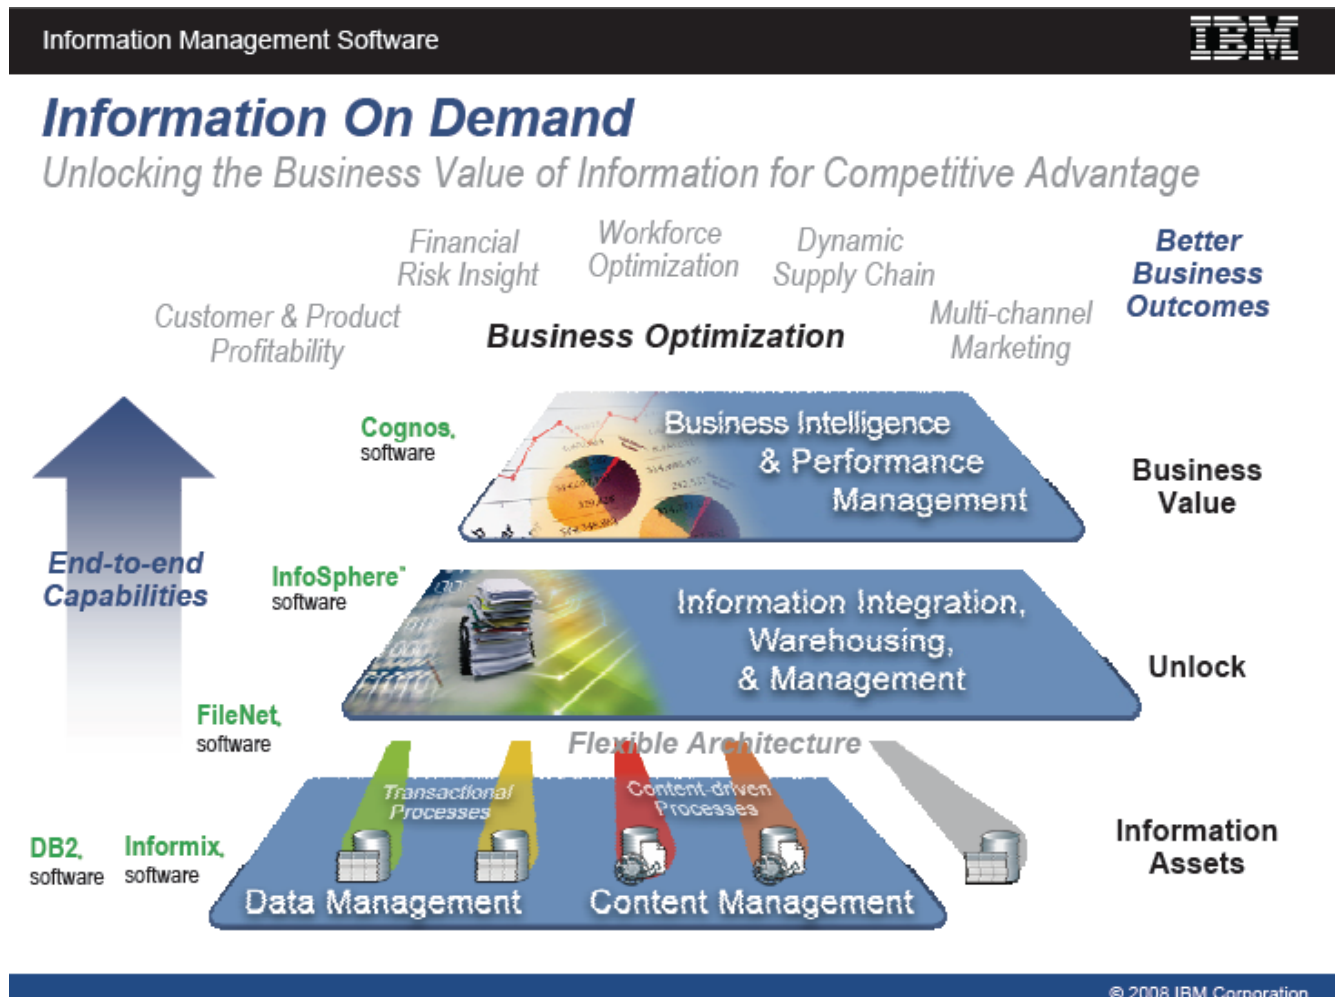 Information Management Software
IBM
Information On Demand
Unlocking the Business Value of Information for Competitive Advantage
Financial
Risk Insight
Workforce
Optimization
Dynamic
Supply Chain
Better
Business
Outcomes
Customer & Product
Profitability
Business Optimization
Multi-channel
Marketing
Cognos.
software
Business Intelligence
& Performance
Management
Business
Value
End-to-end
Capabilities
InfoSphere™
software
Information Integration,
Warehousing,
& Management
Unlock
FileNet.
software
Flexible Architecture
Transactional
Processes
Content-driven
Processes
DB2.
software
Informix.
software
Information
Assets
Data Management
Content Management
© 2008 IBM Corporation